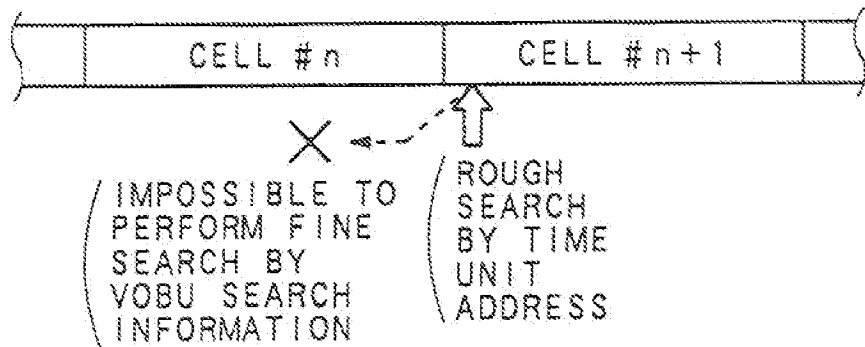 CELL #n
CELL #n+1
IMPOSSIBLE TO
PERFORM FINE
SEARCH BY
VOBU SEARCH
INFORMATION
ROUGH
SEARCH
BY TIME
UNIT
ADDRESS